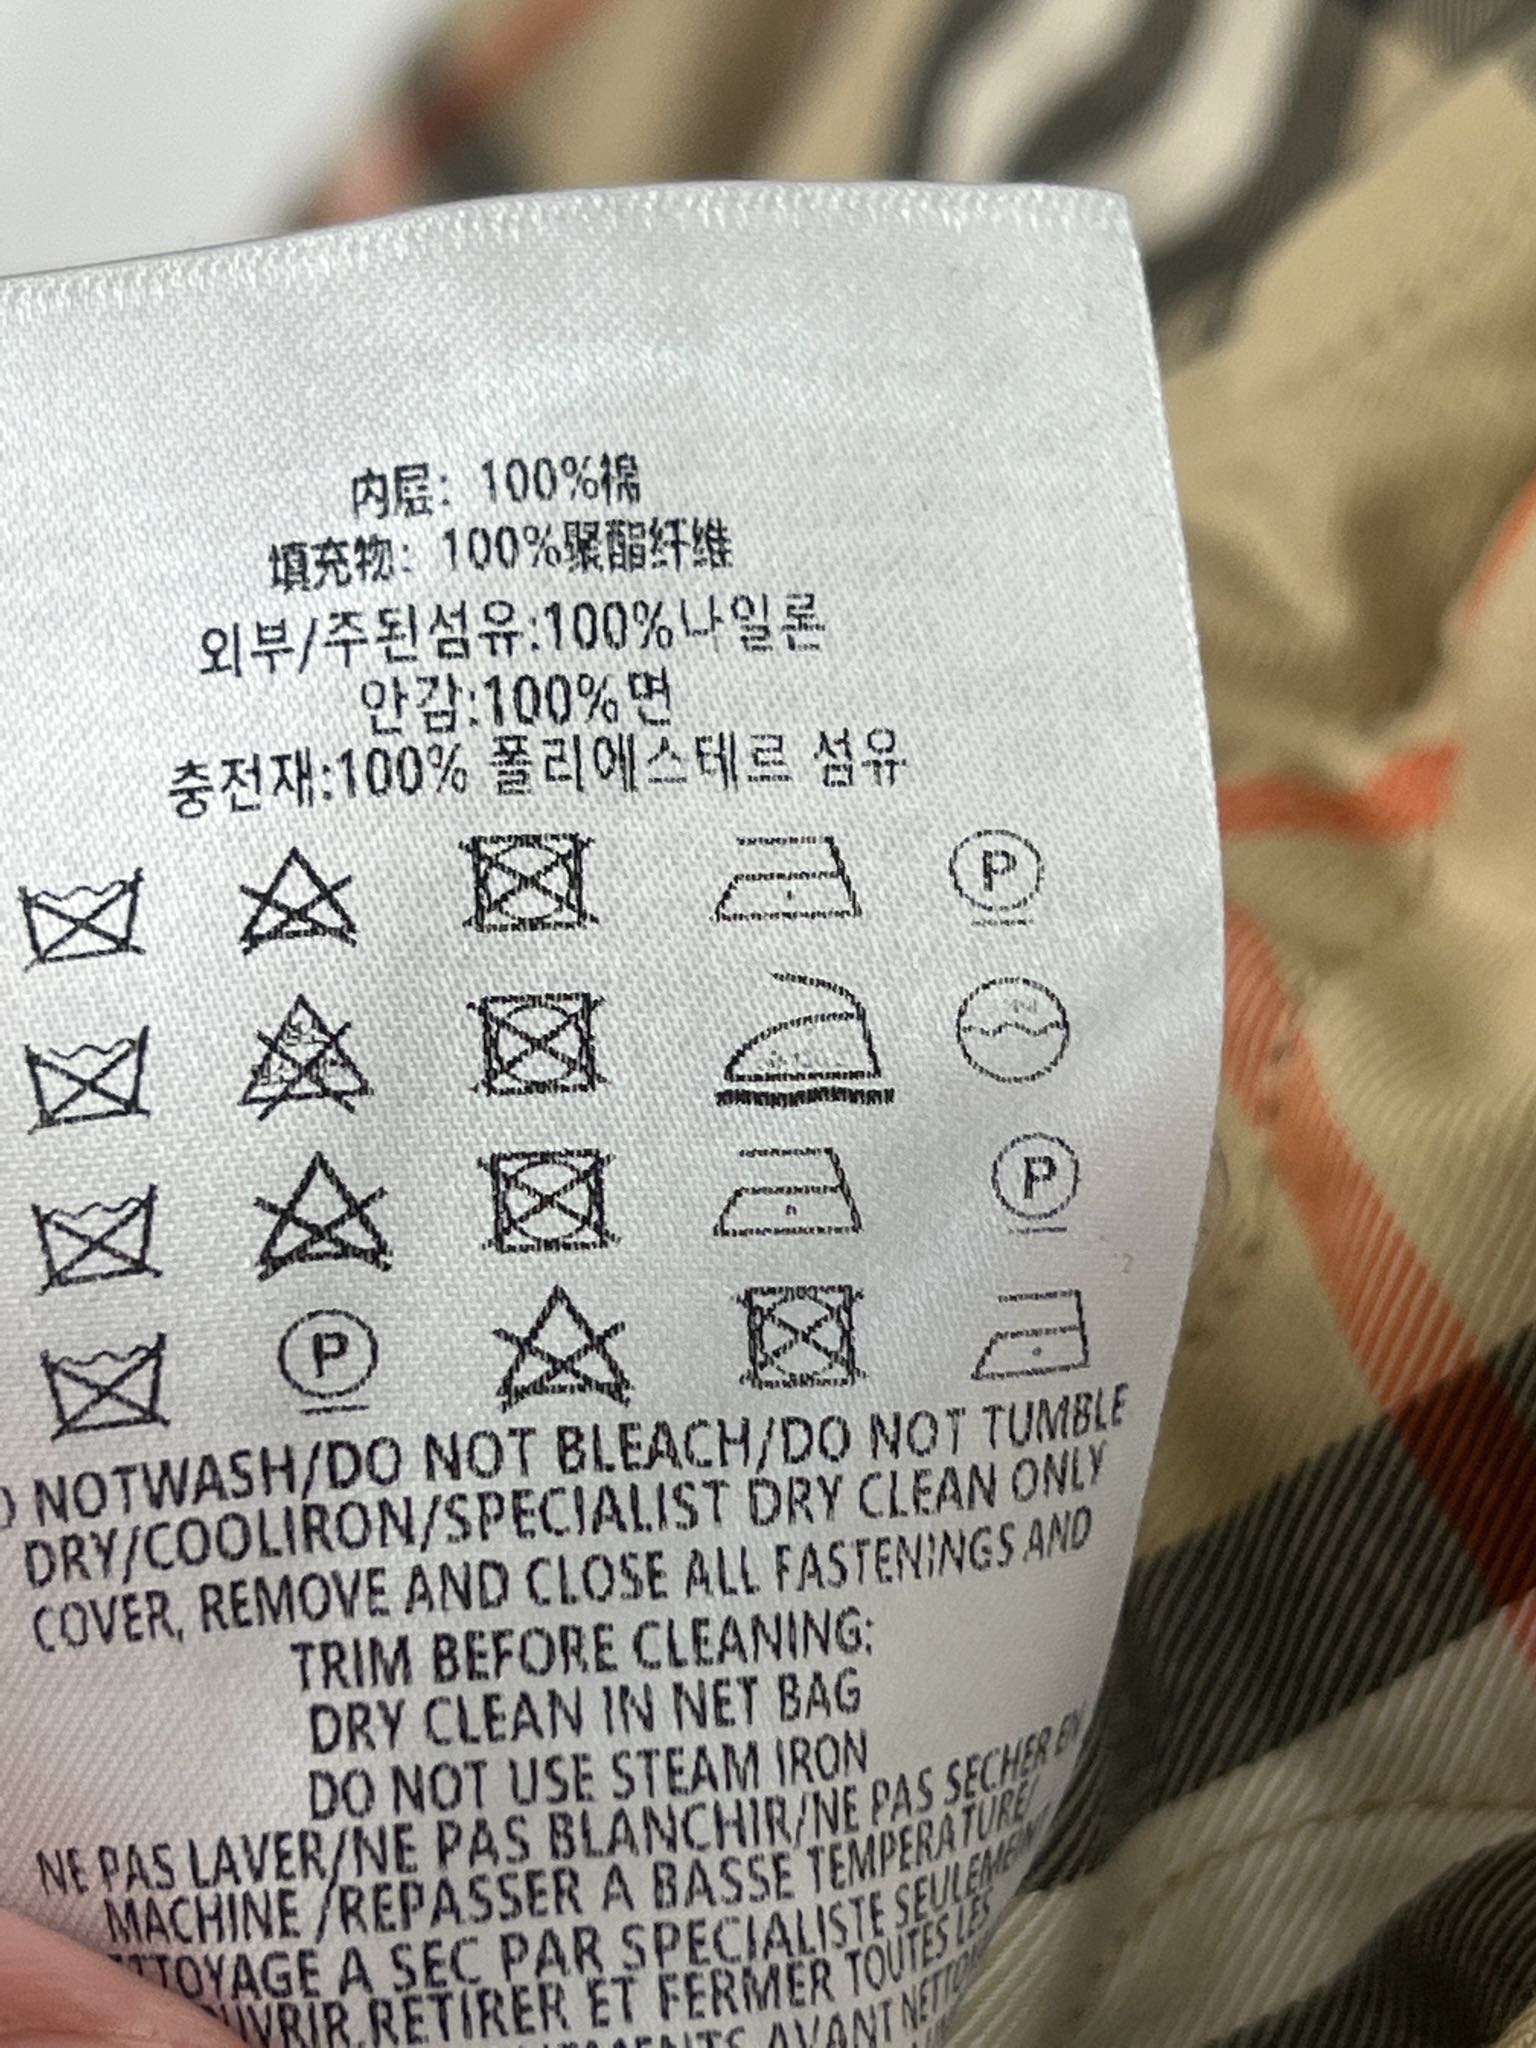 内层: 100%棉
填充物: 100%聚酯纤维
외부/주된섬유:100%나일론
안감:100%면
충전재:100% 폴리에스테르 섬유
P
P
P
NOTWASH/DO NOT BLEACH/DO NOT TUMBLE
DRY/COOLIRON/SPECIALIST DRY CLEAN ONLY
COVER, REMOVE AND CLOSE ALL FASTENINGS AND
TRIM BEFORE CLEANING:
DRY CLEAN IN NET BAG
DO NOT USE STEAM IRON
NE PAS LAVER/NE PAS BLANCHIR/NE PAS SECHER EN
MACHINE /REPASSER A BASSE TEMPERATURE/
A SEC PAR SPECIALISTE SEULEMENT
RETIRER ET FERMER TOUTES LES
AVANT